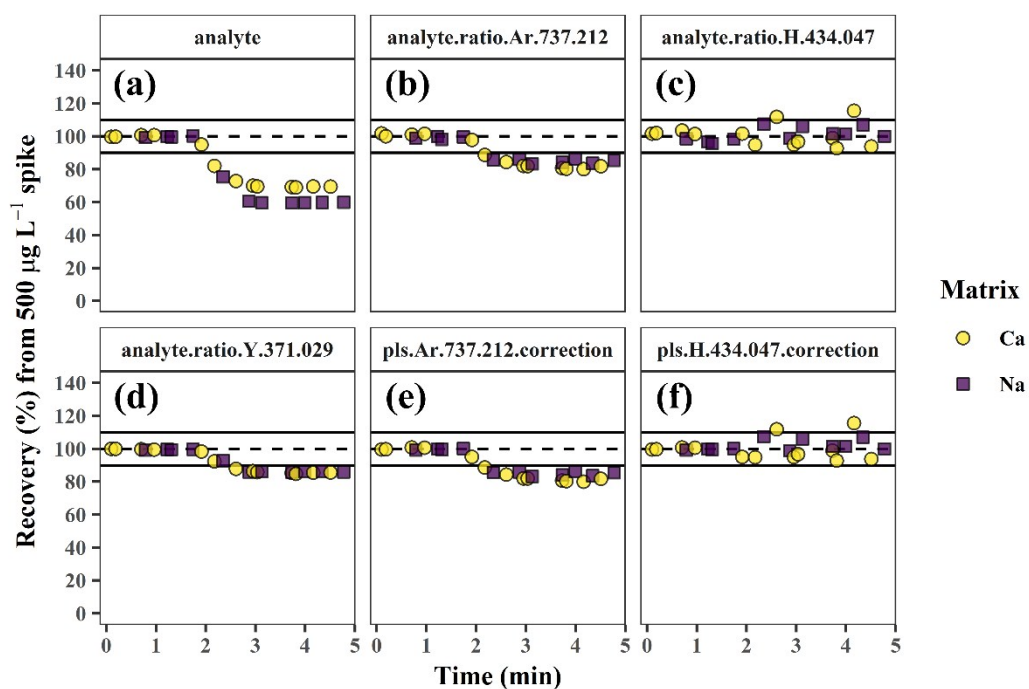 analyte
analyte.ratio.Ar.737.212
analyte.ratio.H.434.047
(a)
(b)
(c)
140
120
100
80
60
40
20
0
analyte.ratio.Y.371.029
pls.Ar.737.212.correction
pls.H.434.047.correction
(d)
(e)
(f)
140
120
100
80
60
40
20
0
0 1 2 3 4 5
0 1 2 3 4 5
0 1 2 3 4 5
Time (min)
Recovery (%) from 500 µg L⁻¹ spike
Matrix
Ca
Na